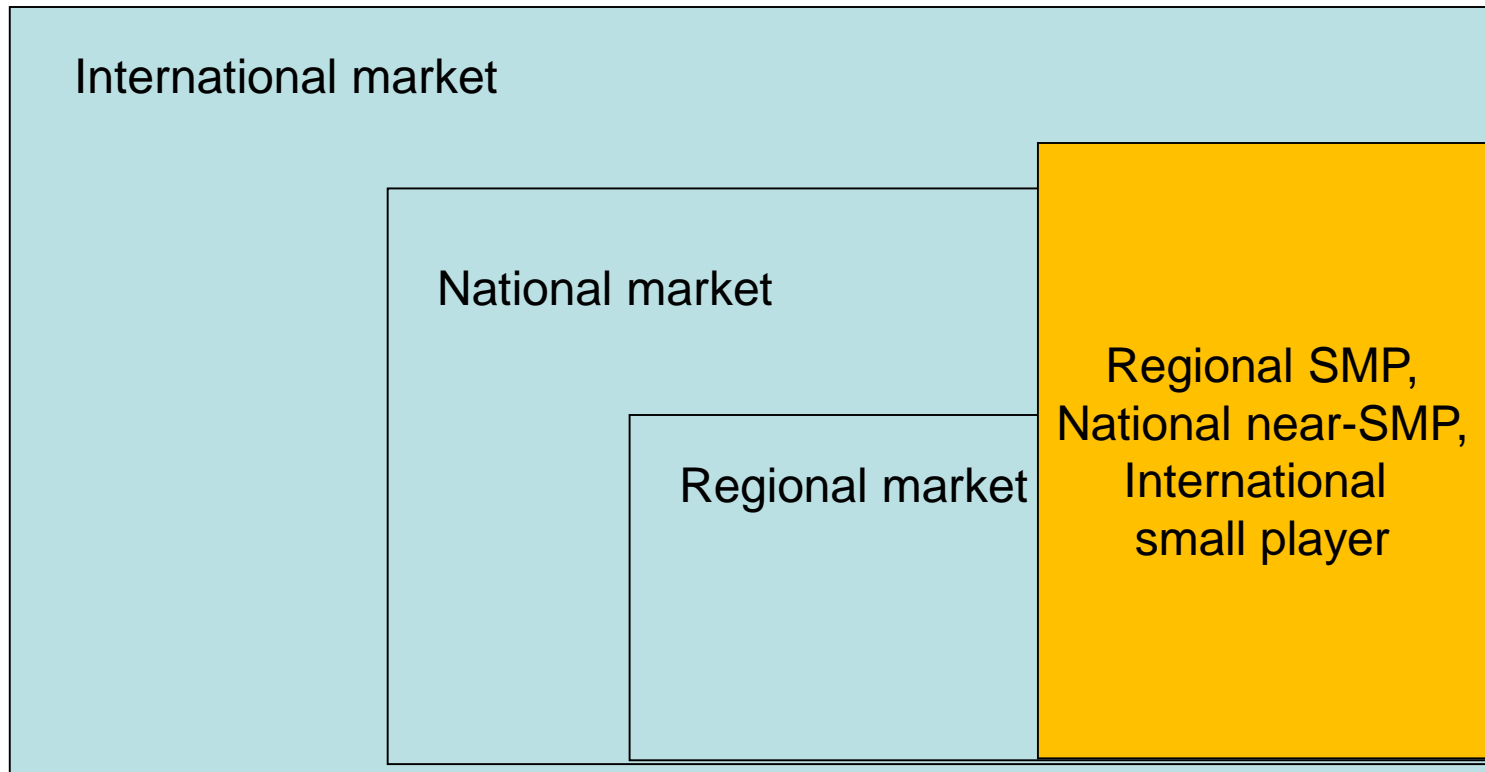 International market
National market
Regional market
Regional SMP,
National near-SMP,
International
small player